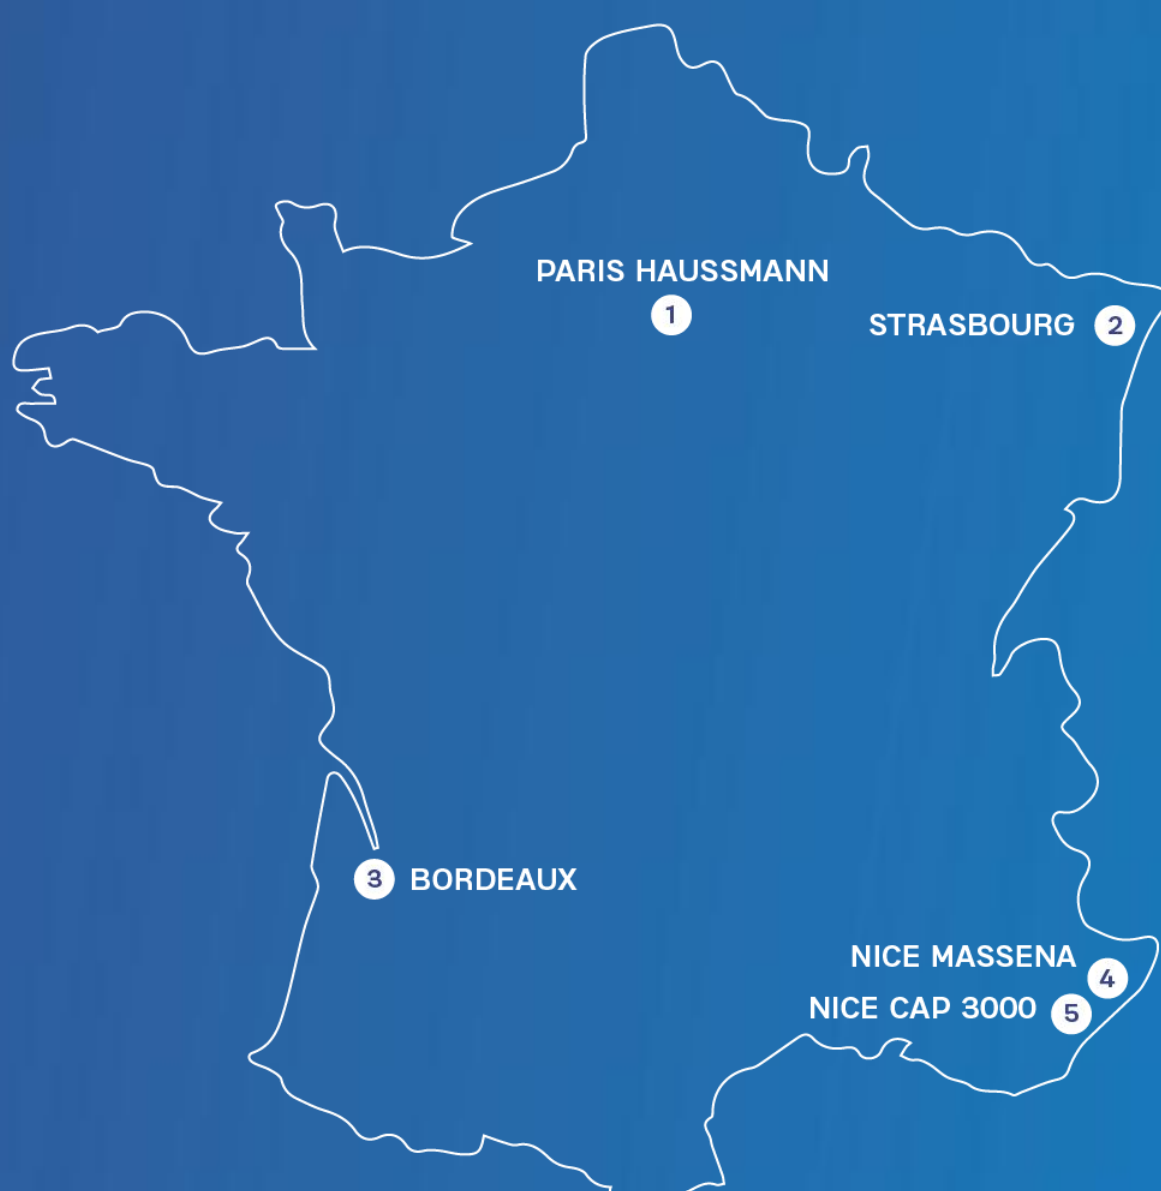 PARIS HAUSSMANN
1
STRASBOURG 2
3 BORDEAUX
NICE MASSENA 4
NICE CAP 3000 5